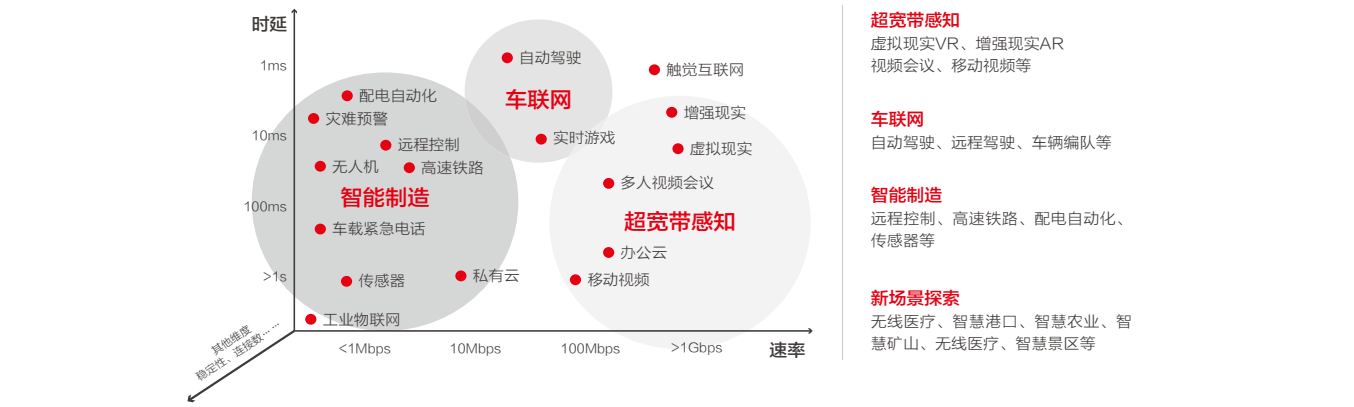 时延
1ms
10ms
100ms
>1s
自动驾驶
车联网
触觉互联网
配电自动化
灾难预警
增强现实
实时游戏
远程控制
虚拟现实
无人机
高速铁路
多人视频会议
智能制造
超宽带感知
车载紧急电话
办公云
传感器
私有云
移动视频
工业物联网
<1Mbps
10Mbps
100Mbps
>1Gbps
速率
其他维度
稳定性、连接数… …
超宽带感知
虚拟现实VR、增强现实AR
视频会议、移动视频等
车联网
自动驾驶、远程驾驶、车辆编队等
智能制造
远程控制、高速铁路、配电自动化、
传感器等
新场景探索
无线医疗、智慧港口、智慧农业、智
慧矿山、无线医疗、智慧景区等